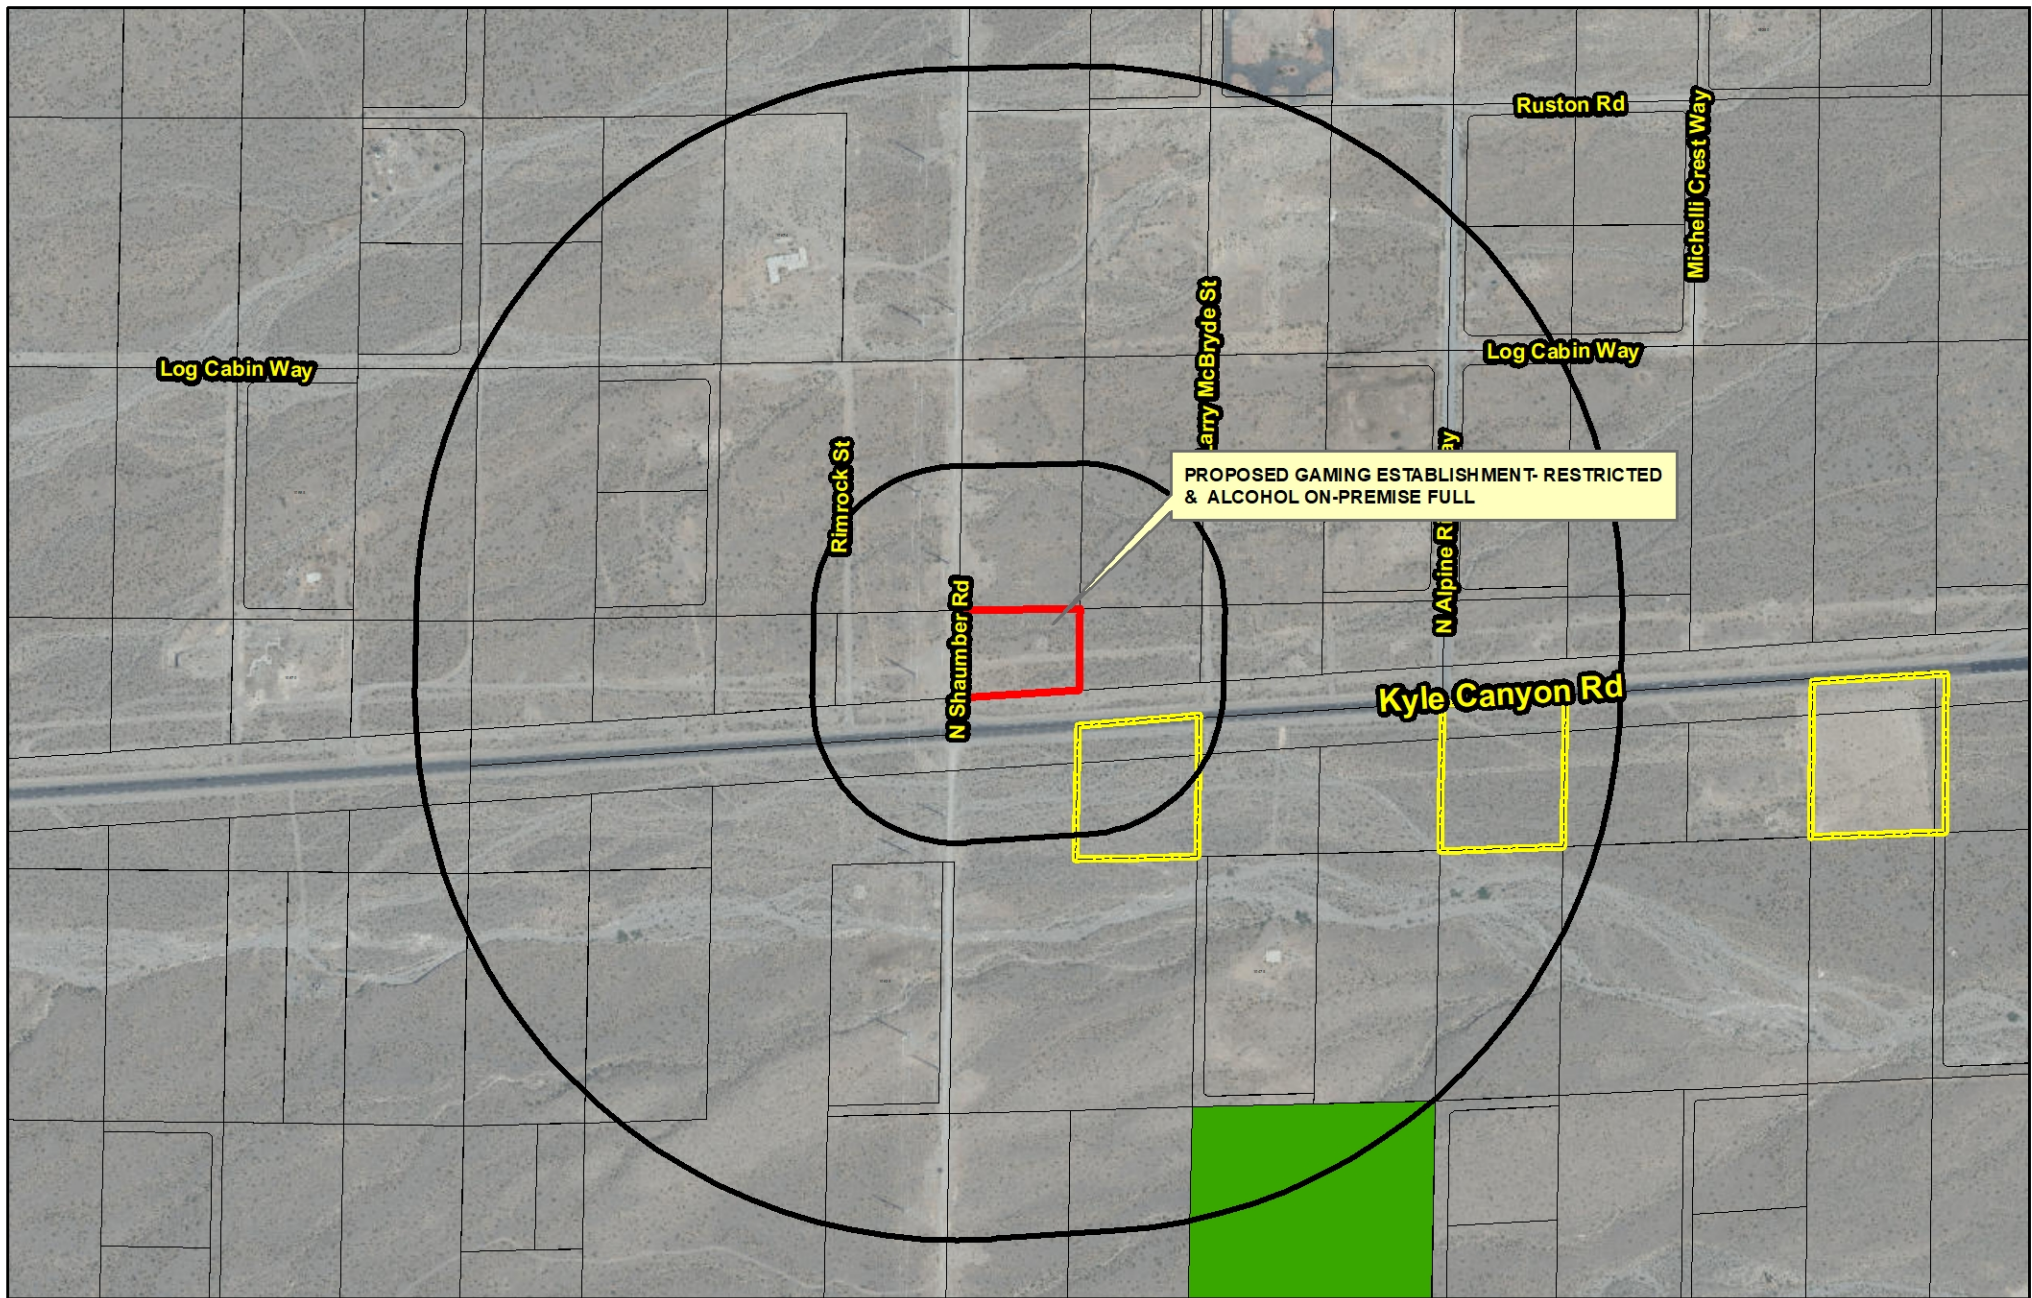 Ruston Rd
Michelli Crest Way
Larry McBryde St
Log Cabin Way
Log Cabin Way
Rimrock St
PROPOSED GAMING ESTABLISHMENT- RESTRICTED
& ALCOHOL ON-PREMISE FULL
N Alpine
N Shaumber Rd
Kyle Canyon Rd